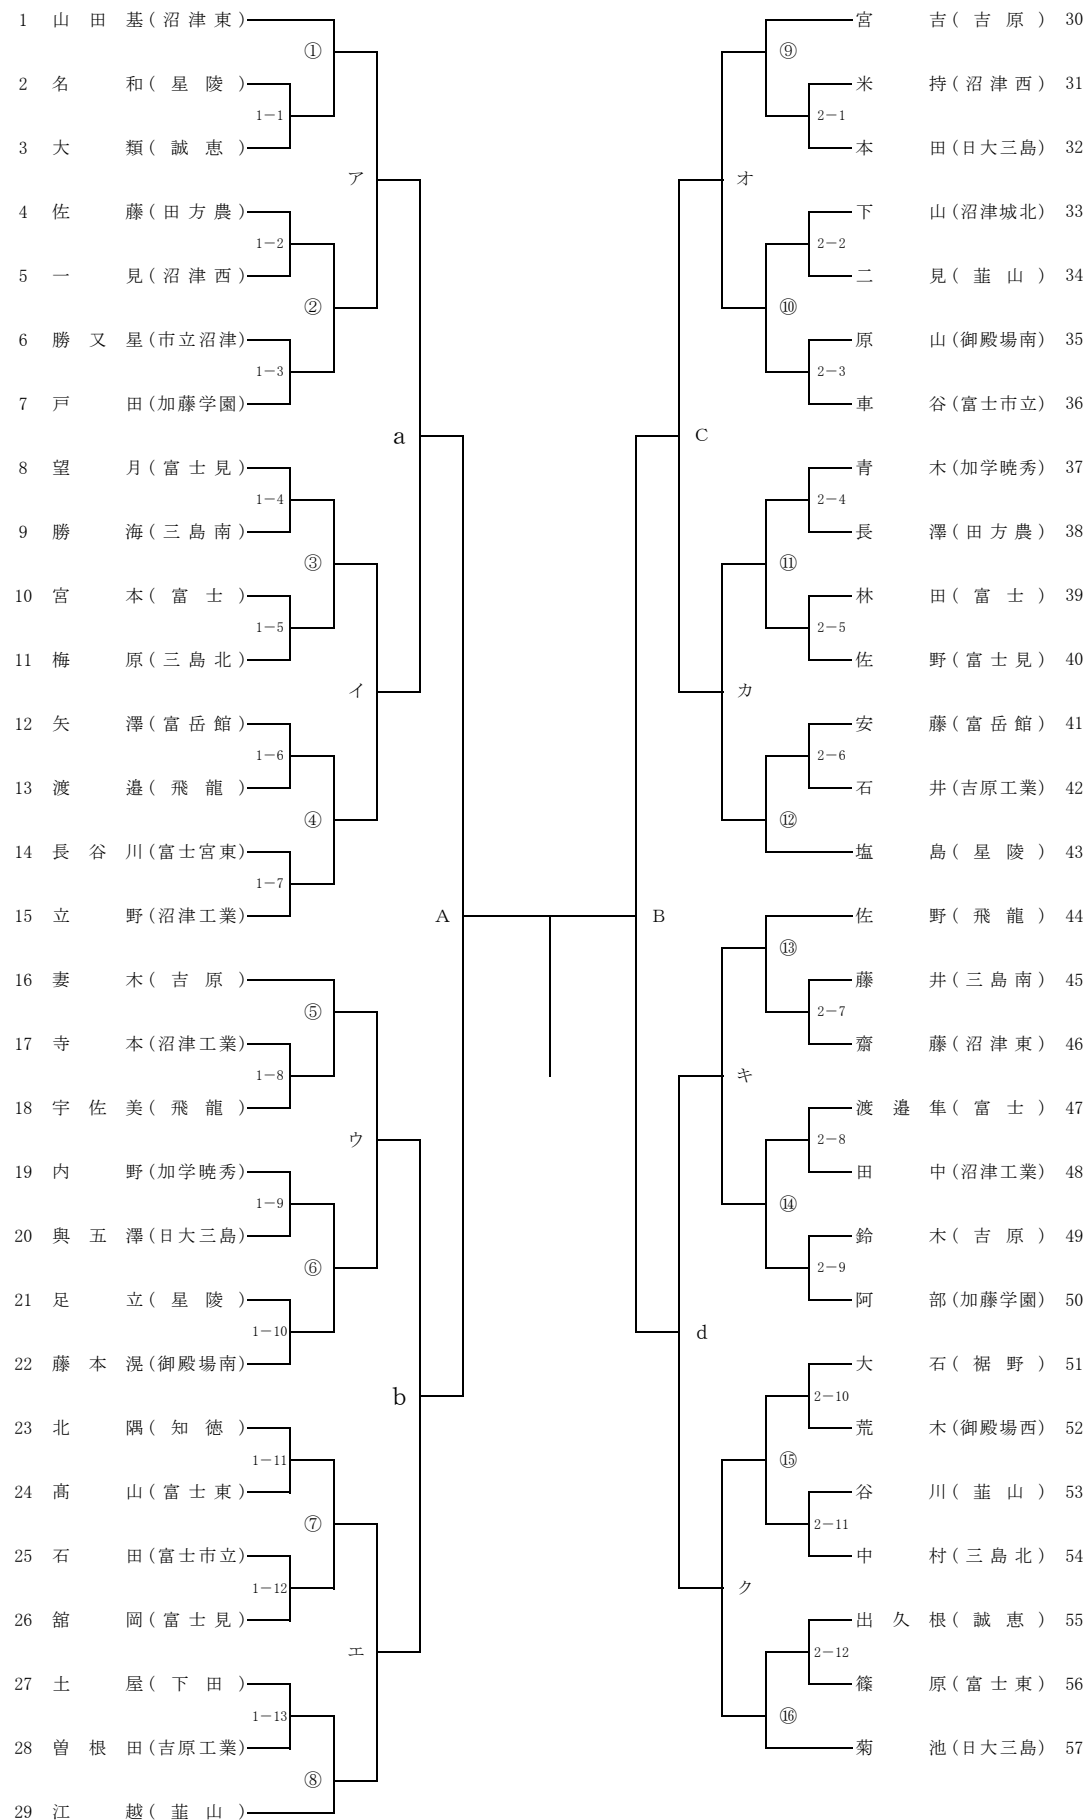 1 山田基(沼津東)
①
2 名和(星陵)
1-1
3 大類(誠恵)
ア
4 佐藤(田方農)
1-2
5 一見(沼津西)
②
6 勝又星(市立沼津)
1-3
7 戸田(加藤学園)
a
8 望月(富士見)
1-4
9 勝海(三島南)
③
10 宮本(富士)
1-5
11 梅原(三島北)
イ
12 矢澤(富岳館)
1-6
13 渡邉(飛龍)
④
14 長谷川(富士宮東)
1-7
15 立野(沼津工業)
A
16 妻木(吉原)
⑤
17 寺本(沼津工業)
1-8
18 宇佐美(飛龍)
ウ
19 内野(加学暁秀)
1-9
20 與五澤(日大三島)
⑥
21 足立(星陵)
1-10
22 藤本滉(御殿場南)
b
23 北隅(知徳)
1-11
24 髙山(富士東)
⑦
25 石田(富士市立)
1-12
26 舘岡(富士見)
エ
27 土屋(下田)
1-13
28 曽根田(吉原工業)
⑧
29 江越(韮山)
宮吉(吉原) 30
⑨
米持(沼津西) 31
2-1
本田(日大三島) 32
オ
下山(沼津城北) 33
2-2
二見(韮山) 34
⑩
原山(御殿場南) 35
2-3
車谷(富士市立) 36
C
青木(加学暁秀) 37
2-4
長澤(田方農) 38
⑪
林田(富士) 39
2-5
佐野(富士見) 40
カ
安藤(富岳館) 41
2-6
石井(吉原工業) 42
⑫
塩島(星陵) 43
B
佐野(飛龍) 44
⑬
藤井(三島南) 45
2-7
齋藤(沼津東) 46
キ
渡邉隼(富士) 47
2-8
田中(沼津工業) 48
⑭
鈴木(吉原) 49
2-9
阿部(加藤学園) 50
d
大石(裾野) 51
2-10
荒木(御殿場西) 52
⑮
谷川(韮山) 53
2-11
中村(三島北) 54
ク
出久根(誠恵) 55
2-12
篠原(富士東) 56
⑯
菊池(日大三島) 57